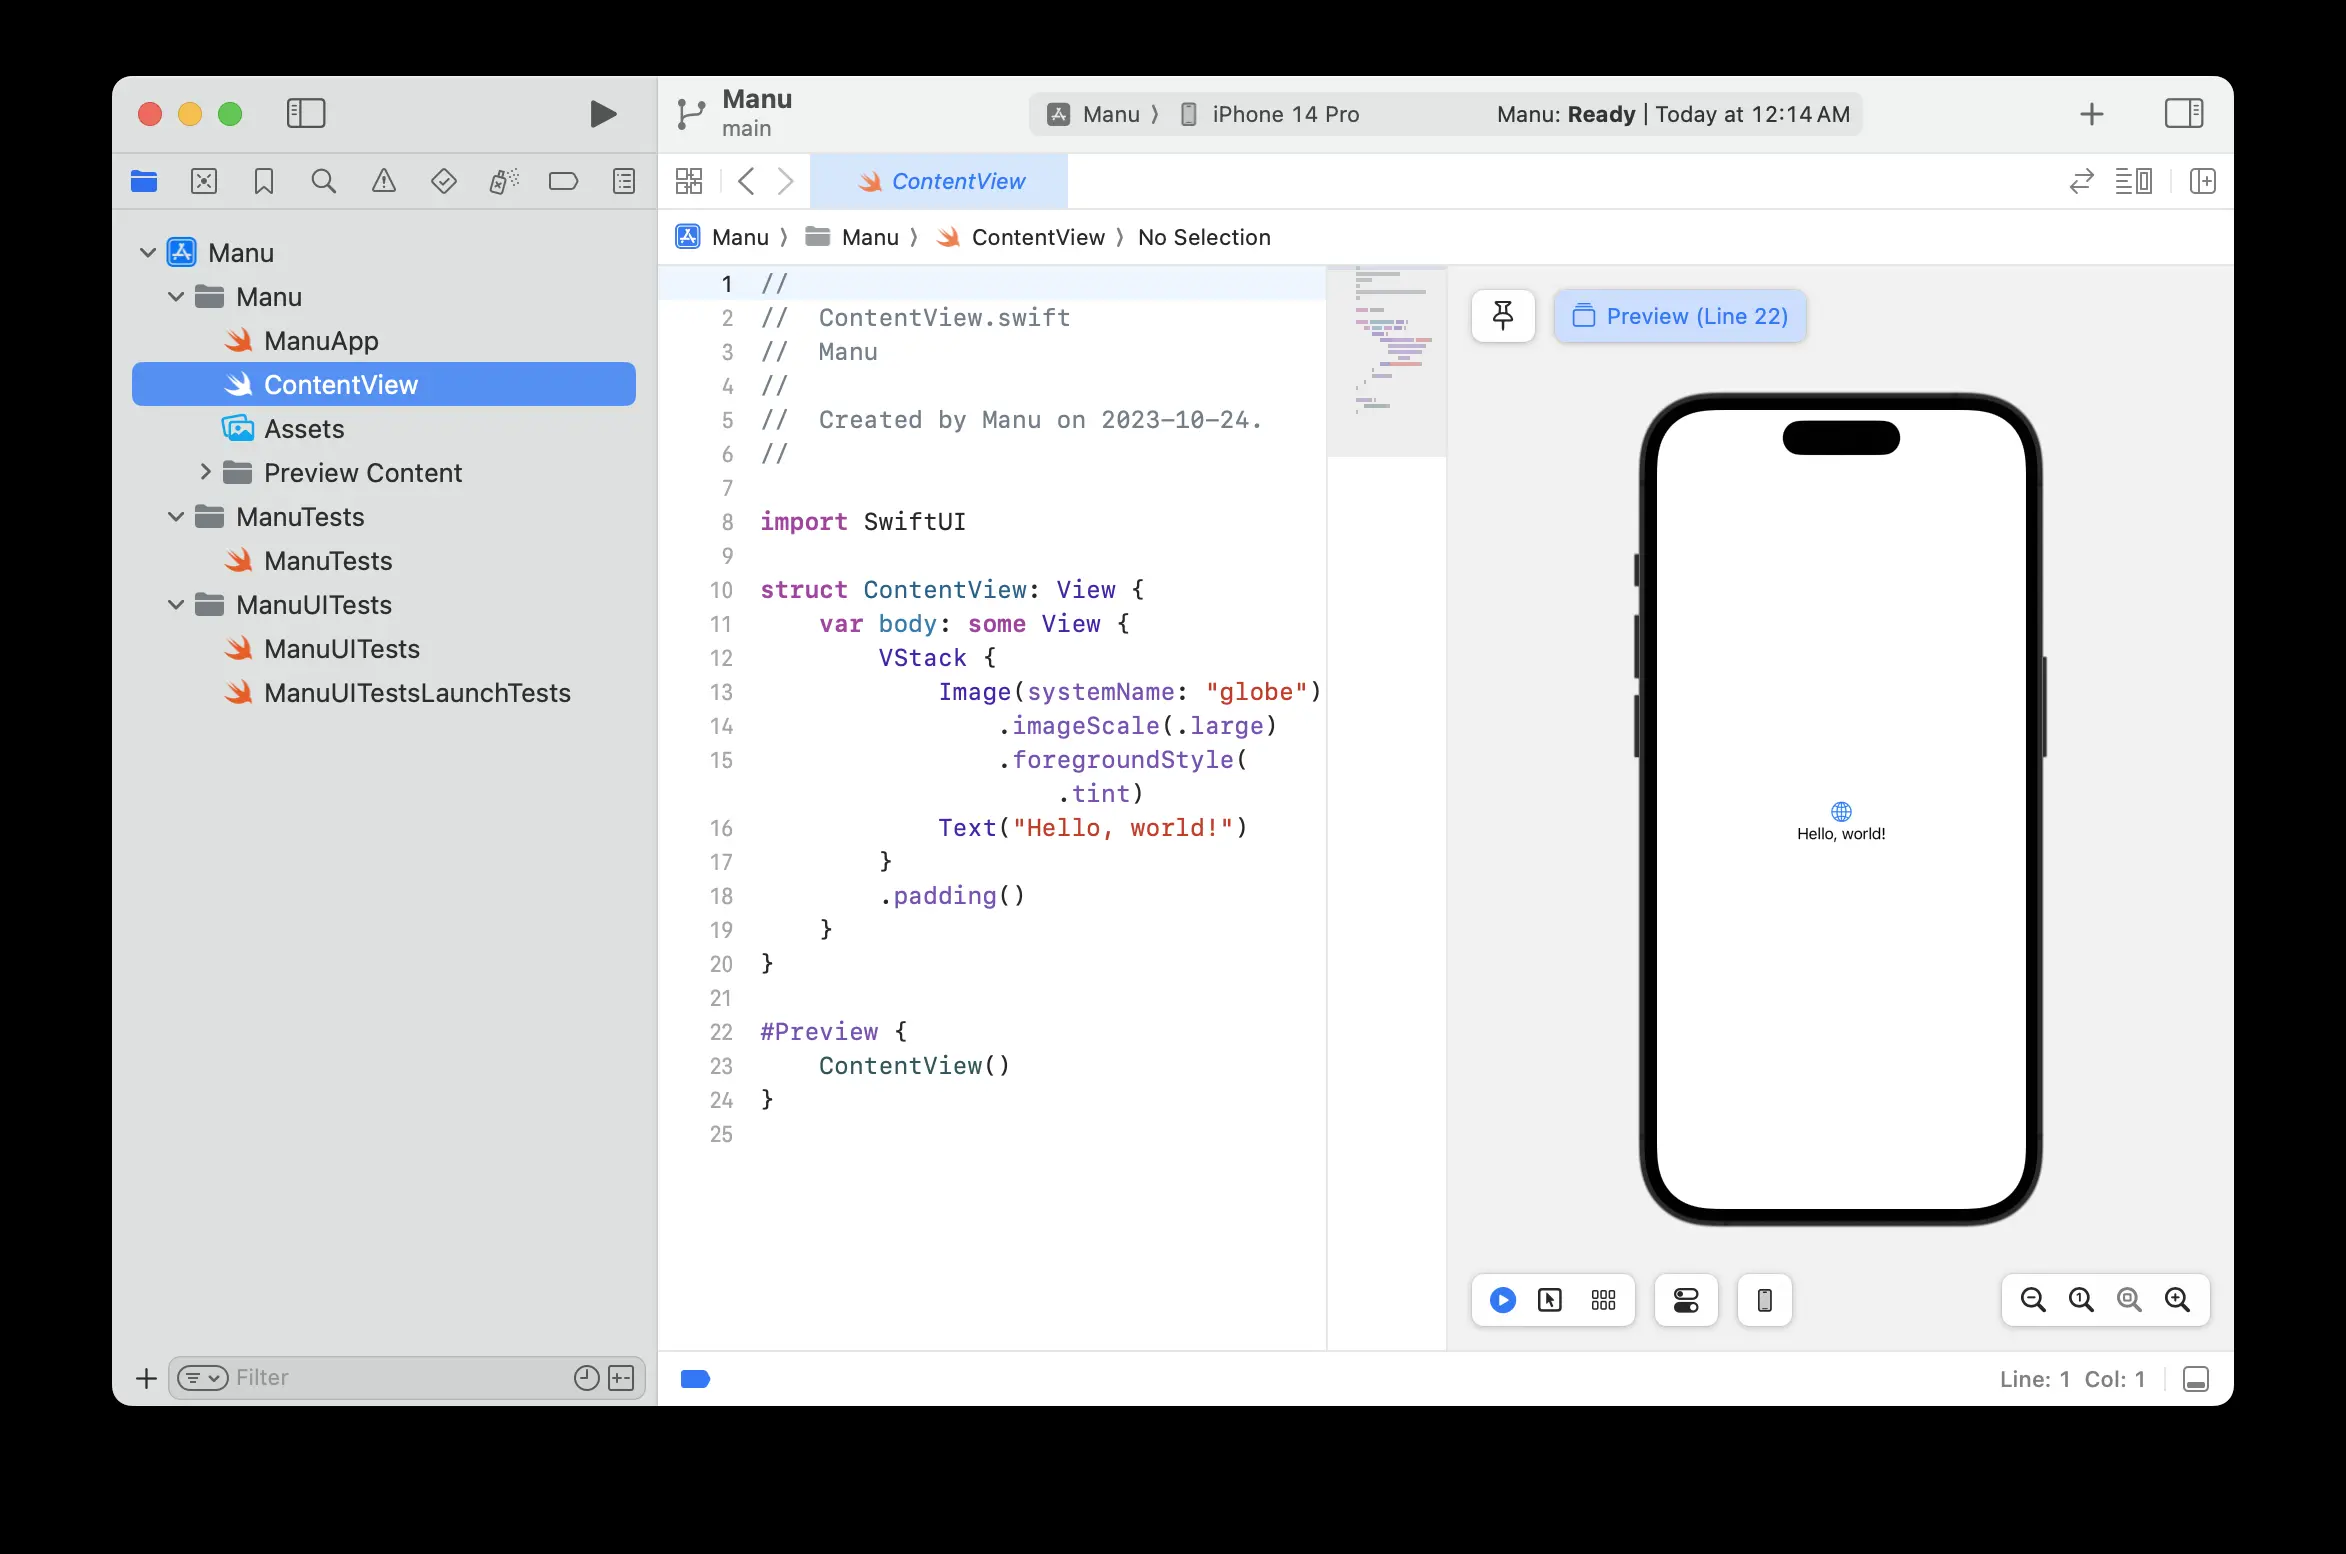 Manu
main
Manu ⟩ iPhone 14 Pro
Manu: Ready | Today at 12:14 AM
ContentView
Manu ⟩ Manu ⟩ ContentView ⟩ No Selection
Manu
Manu
ManuApp
ContentView
Assets
Preview Content
ManuTests
ManuTests
ManuUITests
ManuUITests
ManuUITestsLaunchTests
Filter
1 //
2 //  ContentView.swift
3 //  Manu
4 //
5 //  Created by Manu on 2023-10-24.
6 //
7
8 import SwiftUI
9
10 struct ContentView: View {
11     var body: some View {
12         VStack {
13             Image(systemName: "globe")
14                 .imageScale(.large)
15                 .foregroundStyle(
                    .tint)
16             Text("Hello, world!")
17         }
18         .padding()
19     }
20 }
21
22 #Preview {
23     ContentView()
24 }
25
Preview (Line 22)
Hello, world!
Line: 1  Col: 1